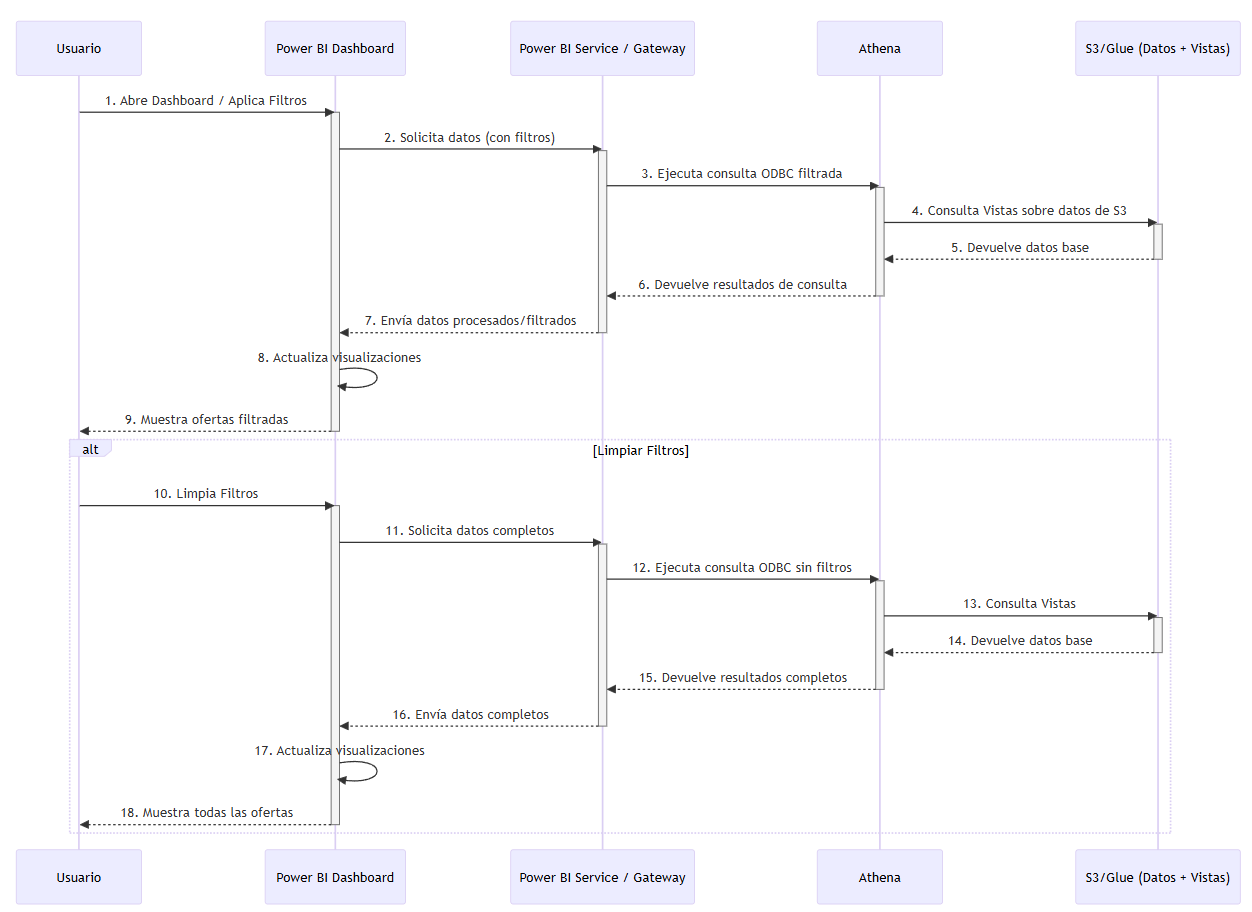 Usuario
Power BI Dashboard
Power BI Service / Gateway
Athena
S3/Glue (Datos + Vistas)
1. Abre Dashboard / Aplica Filtros
2. Solicita datos (con filtros)
3. Ejecuta consulta ODBC filtrada
4. Consulta Vistas sobre datos de S3
5. Devuelve datos base
6. Devuelve resultados de consulta
7. Envía datos procesados/filtrados
8. Actualiza visualizaciones
9. Muestra ofertas filtradas
alt
[Limpiar Filtros]
10. Limpia Filtros
11. Solicita datos completos
12. Ejecuta consulta ODBC sin filtros
13. Consulta Vistas
14. Devuelve datos base
15. Devuelve resultados completos
16. Envía datos completos
17. Actualiza visualizaciones
18. Muestra todas las ofertas
Usuario
Power BI Dashboard
Power BI Service / Gateway
Athena
S3/Glue (Datos + Vistas)